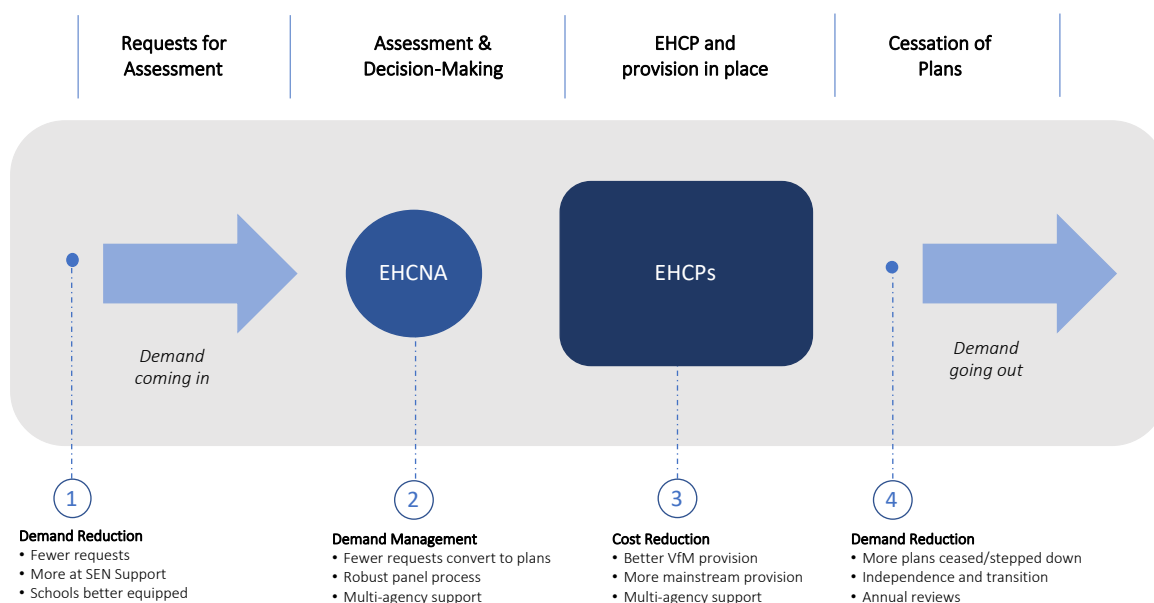 Requests for
Assessment
Assessment &
Decision-Making
EHCP and
provision in place
Cessation of
Plans
Demand
coming in
EHCNA
EHCPs
Demand
going out
1
Demand Reduction
• Fewer requests
• More at SEN Support
• Schools better equipped
2
Demand Management
• Fewer requests convert to plans
• Robust panel process
• Multi-agency support
3
Cost Reduction
• Better VfM provision
• More mainstream provision
• Multi-agency support
4
Demand Reduction
• More plans ceased/stepped down
• Independence and transition
• Annual reviews